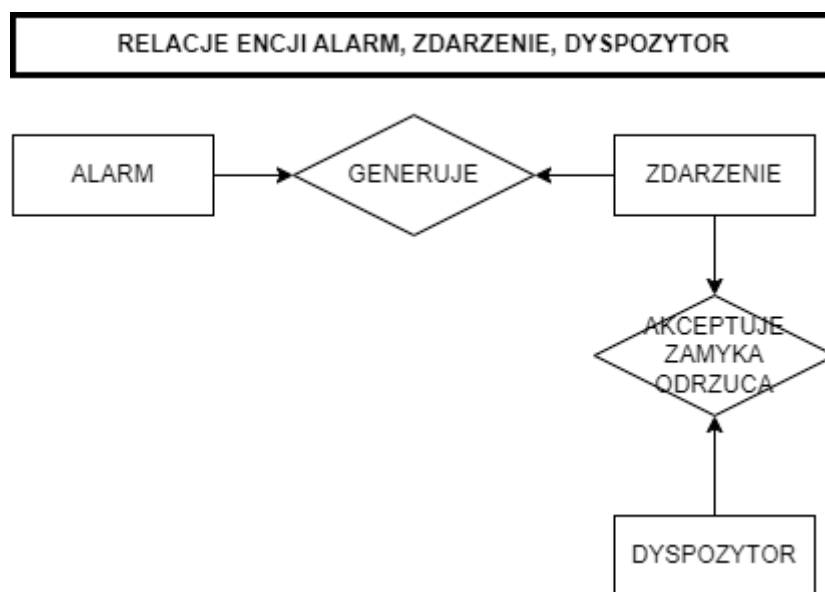 RELACJE ENCJI ALARM, ZDARZENIE, DYSPOZYTOR
ALARM
GENERUJE
ZDARZENIE
AKCEPTUJE
ZAMYKA
ODRZUCA
DYSPOZYTOR